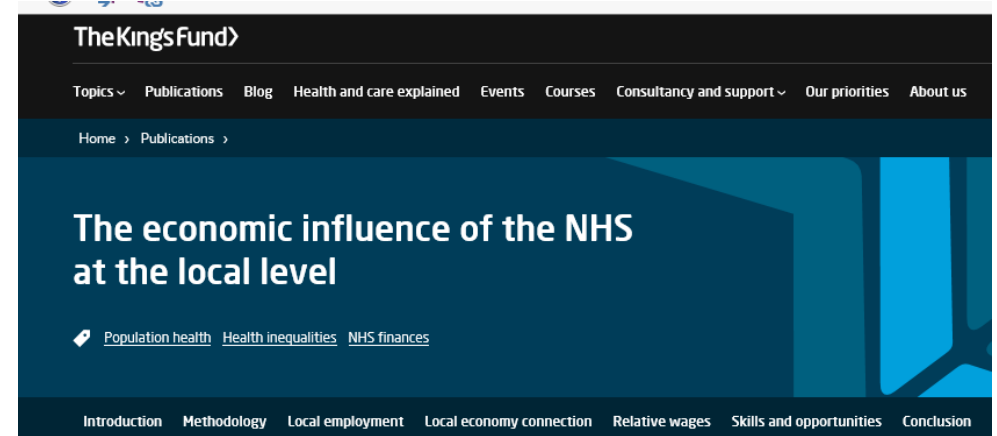 The King's Fund>
Topics Publications Blog Health and care explained Events Courses Consultancy and support Our priorities About us
Home > Publications >
The economic influence of the NHS
at the local level
Population health Health inequalities NHS finances
Introduction Methodology Local employment Local economy connection Relative wages Skills and opportunities Conclusion